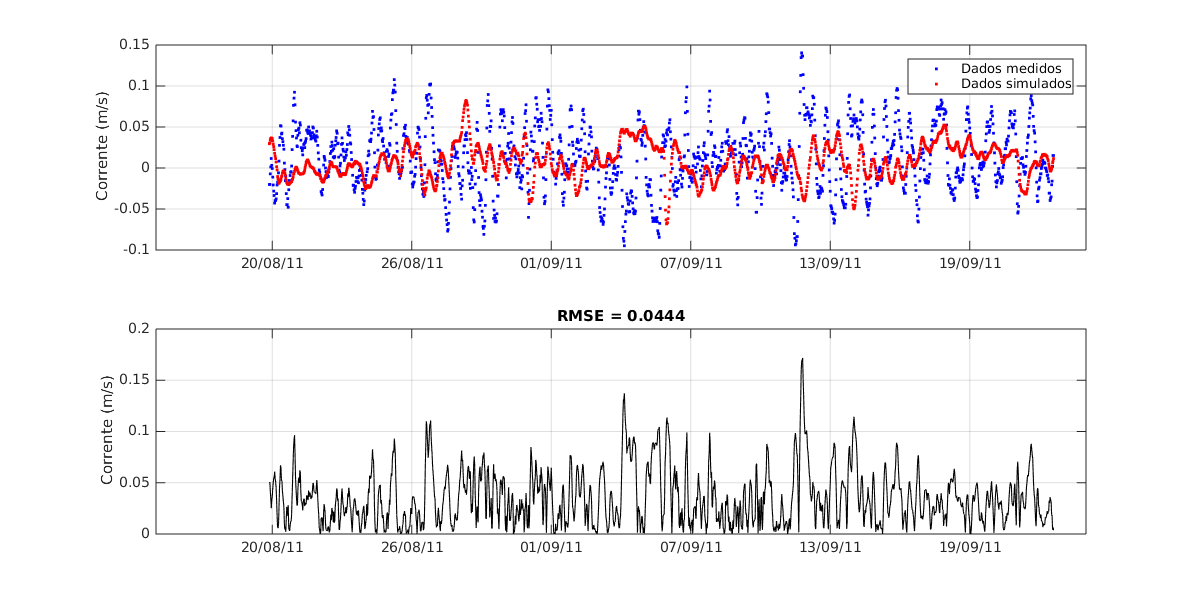 0.15
0.1
0.05
0
-0.05
-0.1
Corrente (m/s)
Dados medidos
Dados simulados
20/08/11 26/08/11 01/09/11 07/09/11 13/09/11 19/09/11
RMSE = 0.0444
0.2
0.15
0.1
0.05
0
Corrente (m/s)
20/08/11 26/08/11 01/09/11 07/09/11 13/09/11 19/09/11